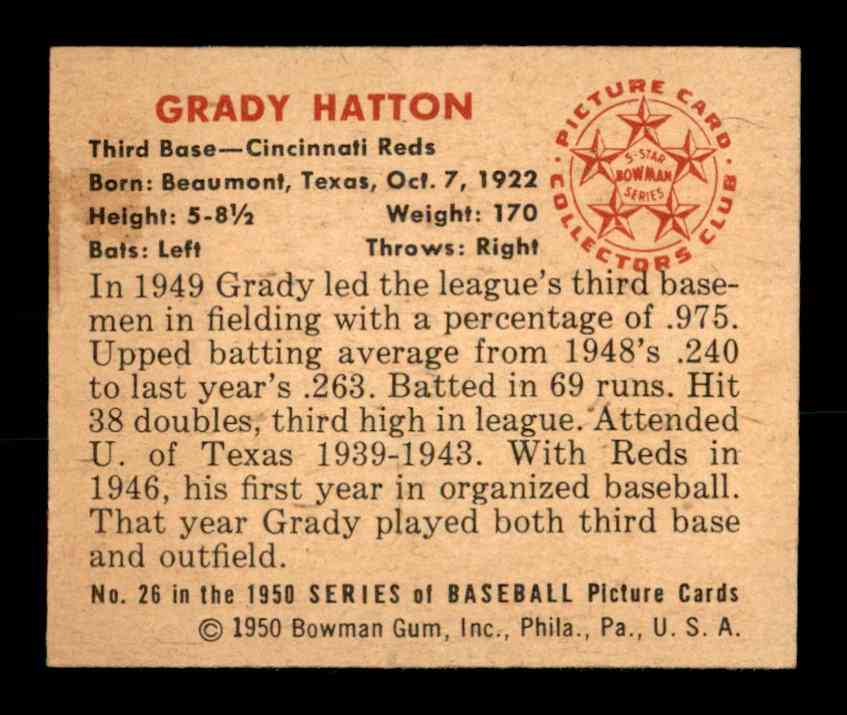 GRADY HATTON
Third Base—Cincinnati Reds
Born: Beaumont, Texas, Oct. 7, 1922
Height: 5-8½ Weight: 170
Bats: Left Throws: Right
PICTURE CARD
COLLECTORS CLUB
5-STAR
BOWMAN
SERIES
In 1949 Grady led the league's third base-
men in fielding with a percentage of .975.
Upped batting average from 1948's .240
to last year's .263. Batted in 69 runs. Hit
38 doubles, third high in league. Attended
U. of Texas 1939-1943. With Reds in
1946, his first year in organized baseball.
That year Grady played both third base
and outfield.
No. 26 in the 1950 SERIES of BASEBALL Picture Cards
© 1950 Bowman Gum, Inc., Phila., Pa., U. S. A.